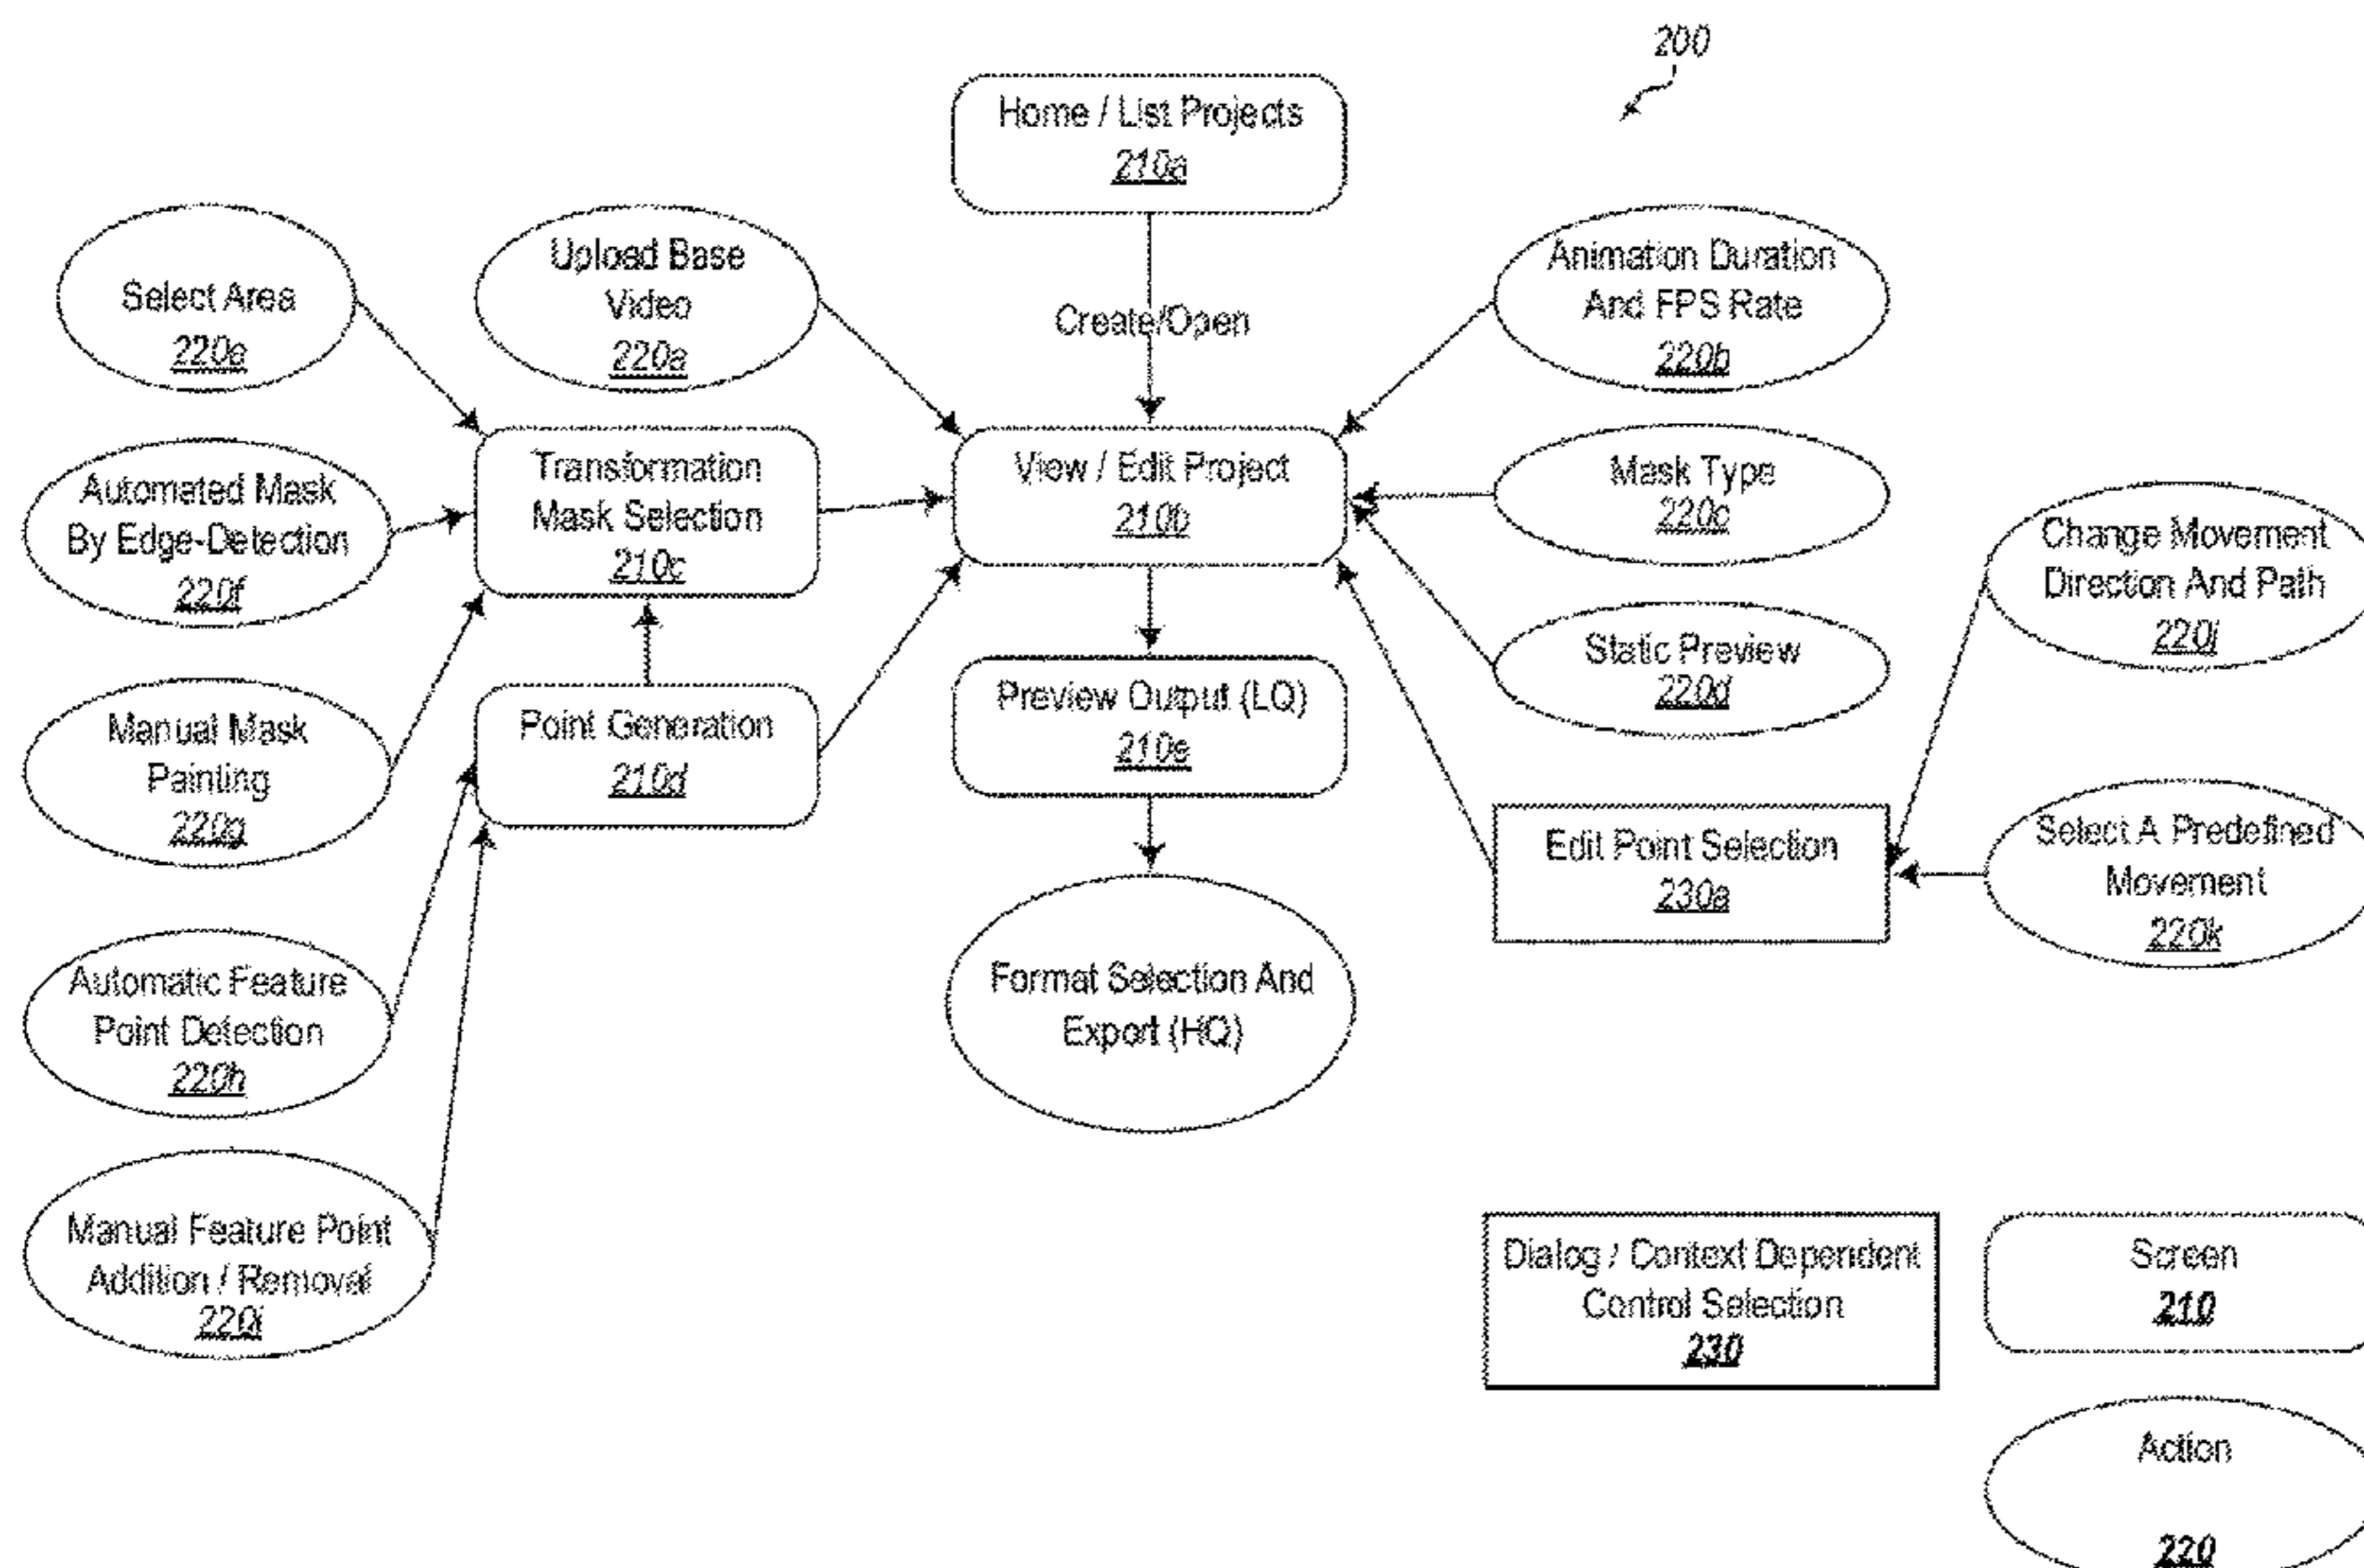 200
Home / List Projects
210a
Select Area
220e
Upload Base
Video
220a
Create/Open
Animation Duration
And FPS Rate
220b
Automated Mask
By Edge-Detection
220f
Transformation
Mask Selection
210c
View / Edit Project
210b
Mask Type
220c
Change Movement
Direction And Path
220j
Static Preview
220d
Manual Mask
Painting
220g
Point Generation
210d
Preview Output (LQ)
210e
Edit Point Selection
230a
Select A Predefined
Movement
220k
Automatic Feature
Point Detection
220h
Format Selection And
Export (HQ)
Manual Feature Point
Addition / Removal
220i
Dialog / Context Dependent
Control Selection
230
Screen
210
Action
220